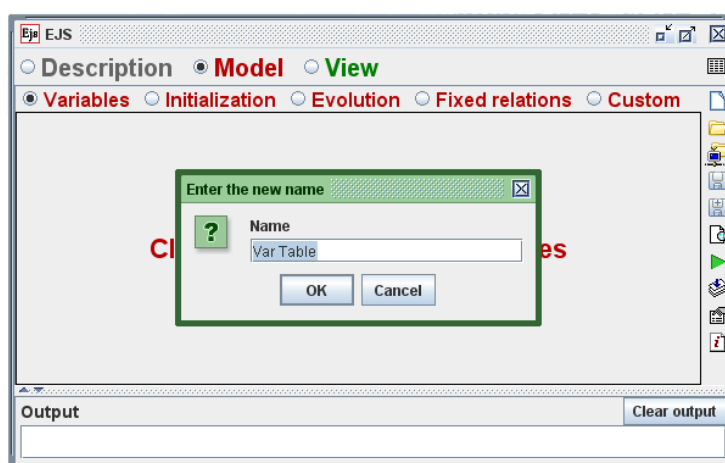 Ejs EJS
Description Model View
Variables Initialization Evolution Fixed relations Custom
Enter the new name
? Name
Var Table
OK Cancel
Output Clear output